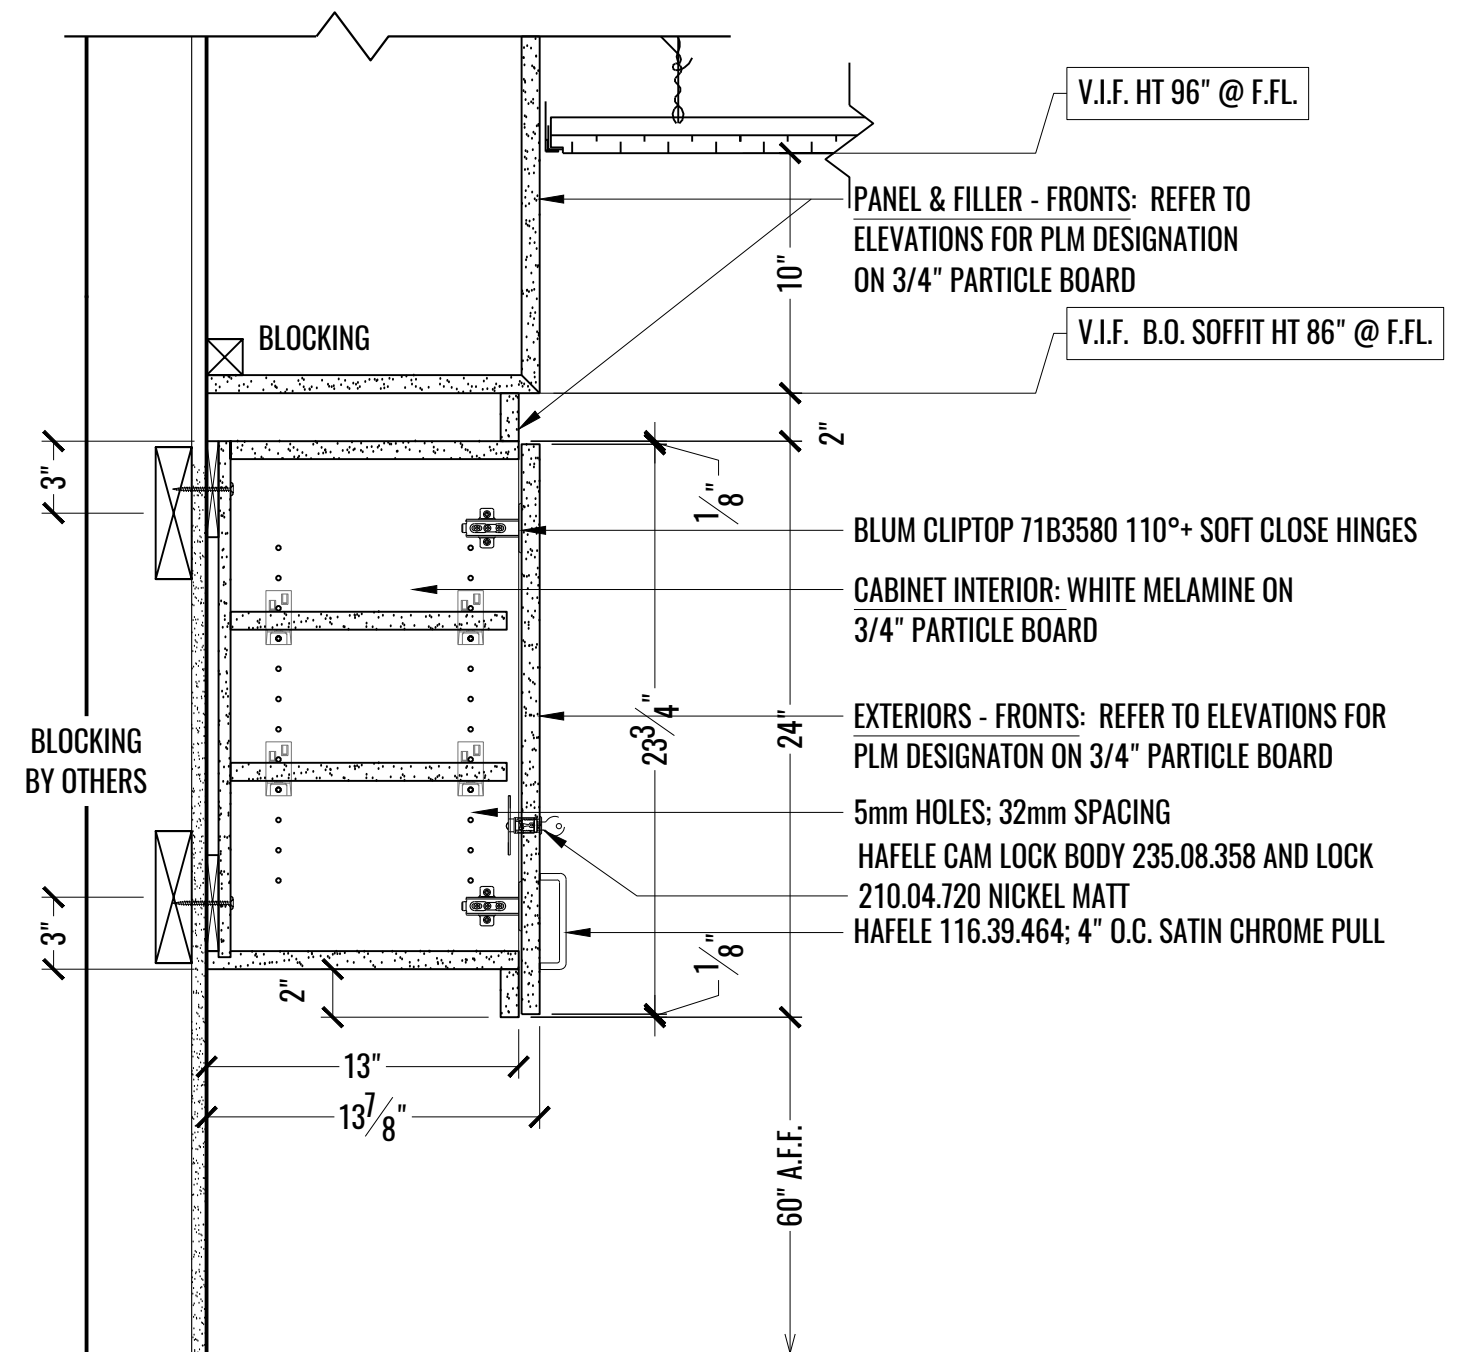 V.I.F. HT 96" @ F.FL.
PANEL & FILLER - FRONTS: REFER TO
ELEVATIONS FOR PLM DESIGNATION
ON 3/4" PARTICLE BOARD
10"
V.I.F. B.O. SOFFIT HT 86" @ F.FL.
BLOCKING
2"
3"
1/8"
BLUM CLIPTOP 71B3580 110°+ SOFT CLOSE HINGES
CABINET INTERIOR: WHITE MELAMINE ON
3/4" PARTICLE BOARD
23 3/4"
24"
EXTERIORS - FRONTS: REFER TO ELEVATIONS FOR
PLM DESIGNATON ON 3/4" PARTICLE BOARD
BLOCKING
BY OTHERS
5mm HOLES; 32mm SPACING
HAFELE CAM LOCK BODY 235.08.358 AND LOCK
210.04.720 NICKEL MATT
HAFELE 116.39.464; 4" O.C. SATIN CHROME PULL
3"
1/8"
2"
13"
13 7/8"
60" A.F.F.